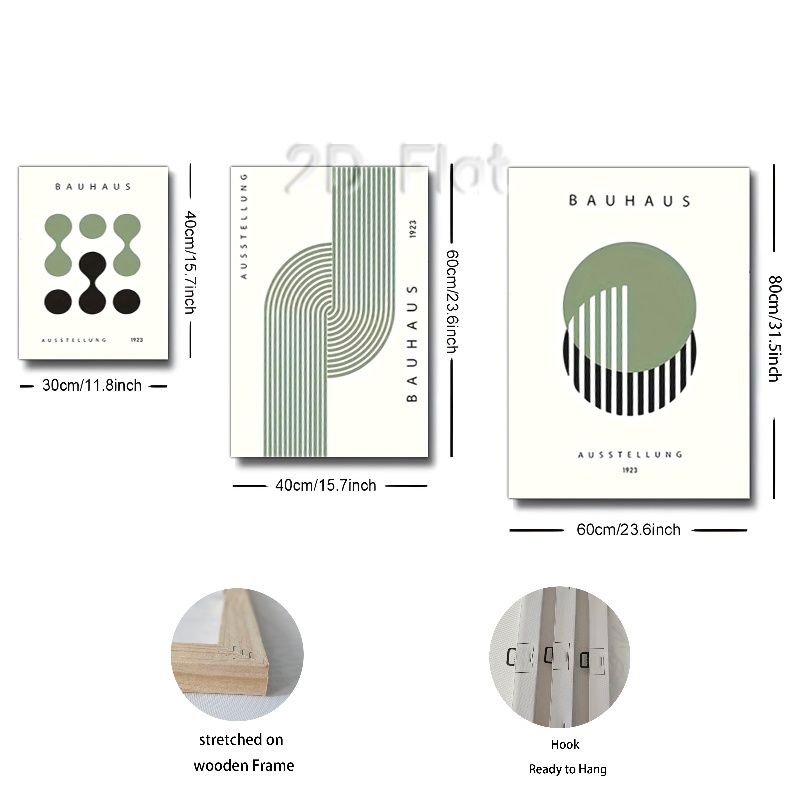 2D Flat
BAUHAUS
AUSSTELLUNG 1923
40cm/15.7inch
30cm/11.8inch
AUSSTELLUNG
1923
BAUHAUS
60cm/23.6inch
40cm/15.7inch
BAUHAUS
AUSSTELLUNG
1923
80cm/31.5inch
60cm/23.6inch
stretched on
wooden Frame
Hook
Ready to Hang